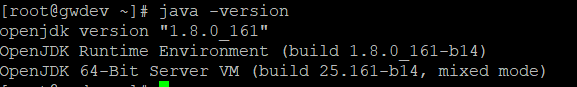 [root@gwdev ~]# java -version
openjdk version "1.8.0_161"
OpenJDK Runtime Environment (build 1.8.0_161-b14)
OpenJDK 64-Bit Server VM (build 25.161-b14, mixed mode)